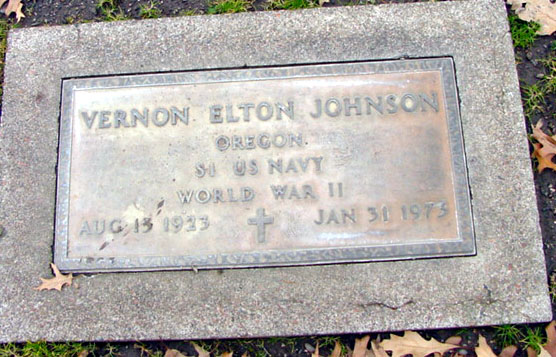 VERNON ELTON JOHNSON
OREGON
S1 US NAVY
WORLD WAR II
AUG 13 1923 JAN 31 1973